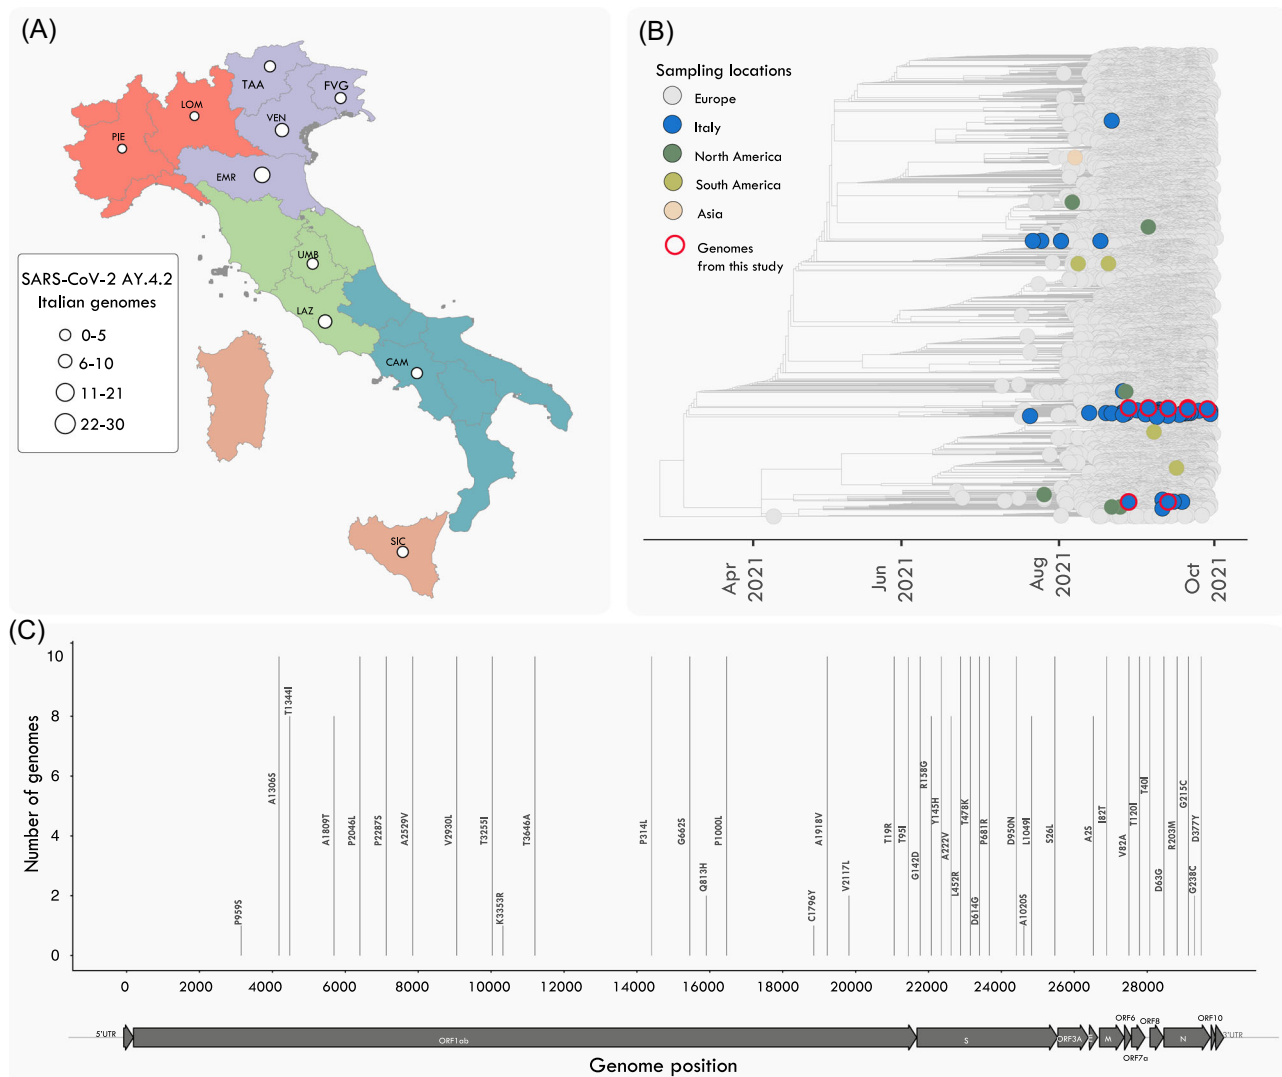 (A)
TAA
FVG
LOM
VEN
PIE
EMR
UMB
LAZ
CAM
SIC
SARS-CoV-2 AY.4.2
Italian genomes
0-5
6-10
11-21
22-30
(B)
Sampling locations
Europe
Italy
North America
South America
Asia
Genomes
from this study
Apr
2021
Jun
2021
Aug
2021
Oct
2021
(C)
Number of genomes
10
8
6
4
2
0
P959S
A1306S
T1344I
A1809T
P2046L
P2287S
A2529V
V2930L
T3255I
K3353R
T3646A
P314L
G662S
Q813H
P1000L
C1796Y
A1918V
V2117L
T19R
T95I
G142D
R158G
Y145H
A222V
L452R
T478K
D614G
P681R
D950N
A1020S
L1049I
S26L
A2S
I82T
V82A
T120I
T40I
D63G
R203M
G215C
G238C
D377Y
0
2000
4000
6000
8000
10000
12000
14000
16000
18000
20000
22000
24000
26000
28000
5'UTR
ORF1ab
S
ORF3A
E
M
ORF6
ORF7a
ORF8
N
ORF10
3'UTR
Genome position